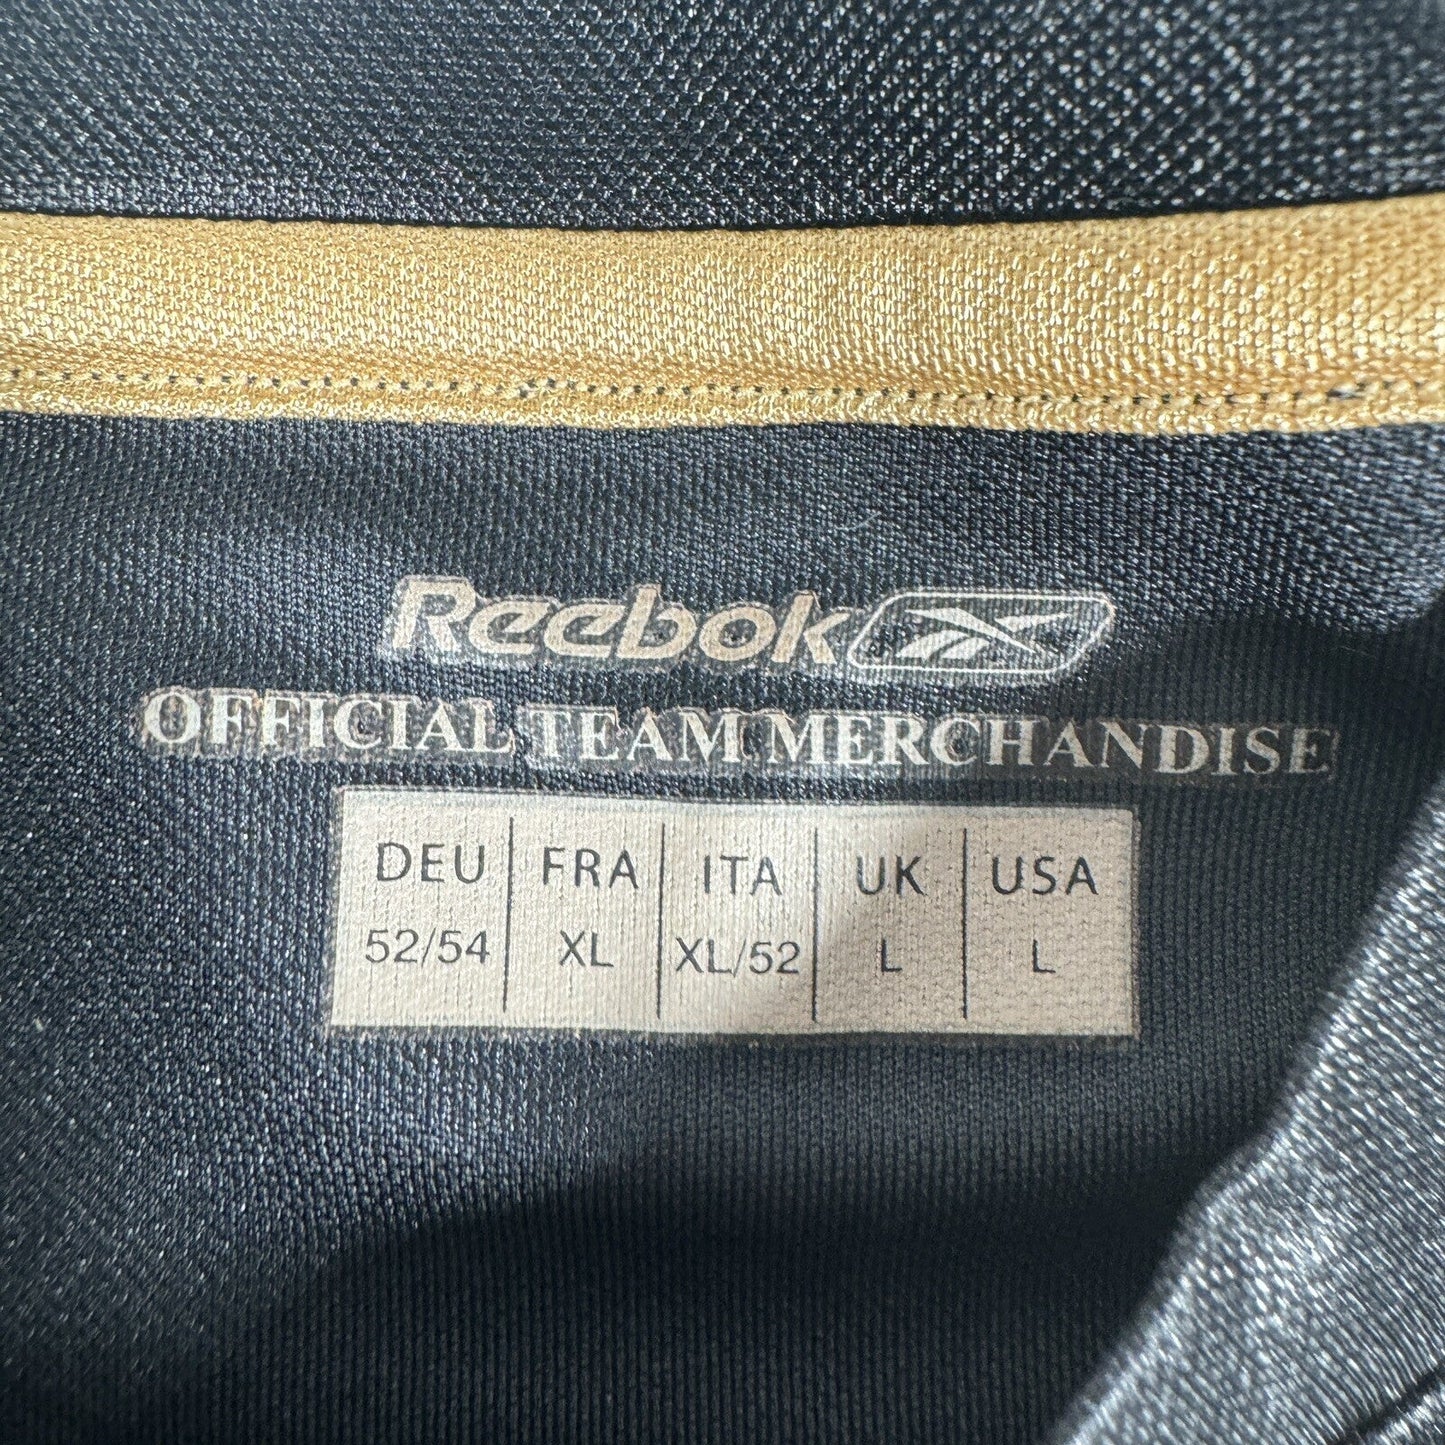 Reebok
OFFICIAL TEAM MERCHANDISE
DEU FRA ITA UK USA
52/54 XL XL/52 L L